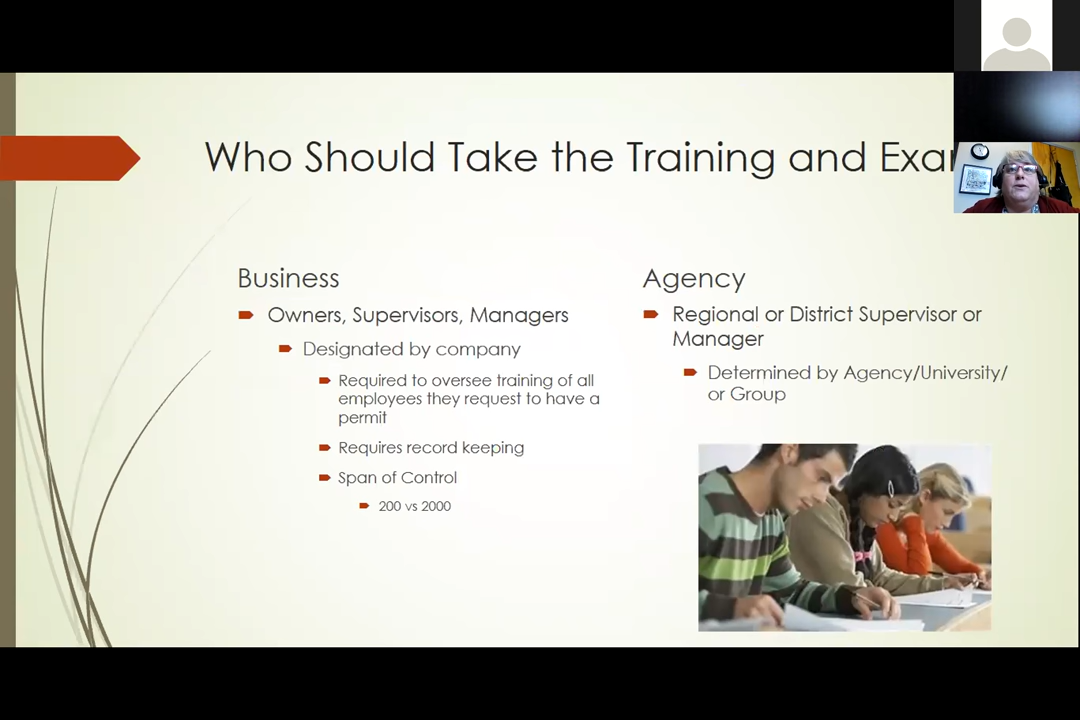 Who Should Take the Training and
Business
Owners, Supervisors, Managers
Designated by company
Required to oversee training of all
employees they request to have a
permit
Requires record keeping
Span of Control
200 vs 2000
Agency
Regional or District Supervisor or
Manager
Determined by Agency/University/
or Group